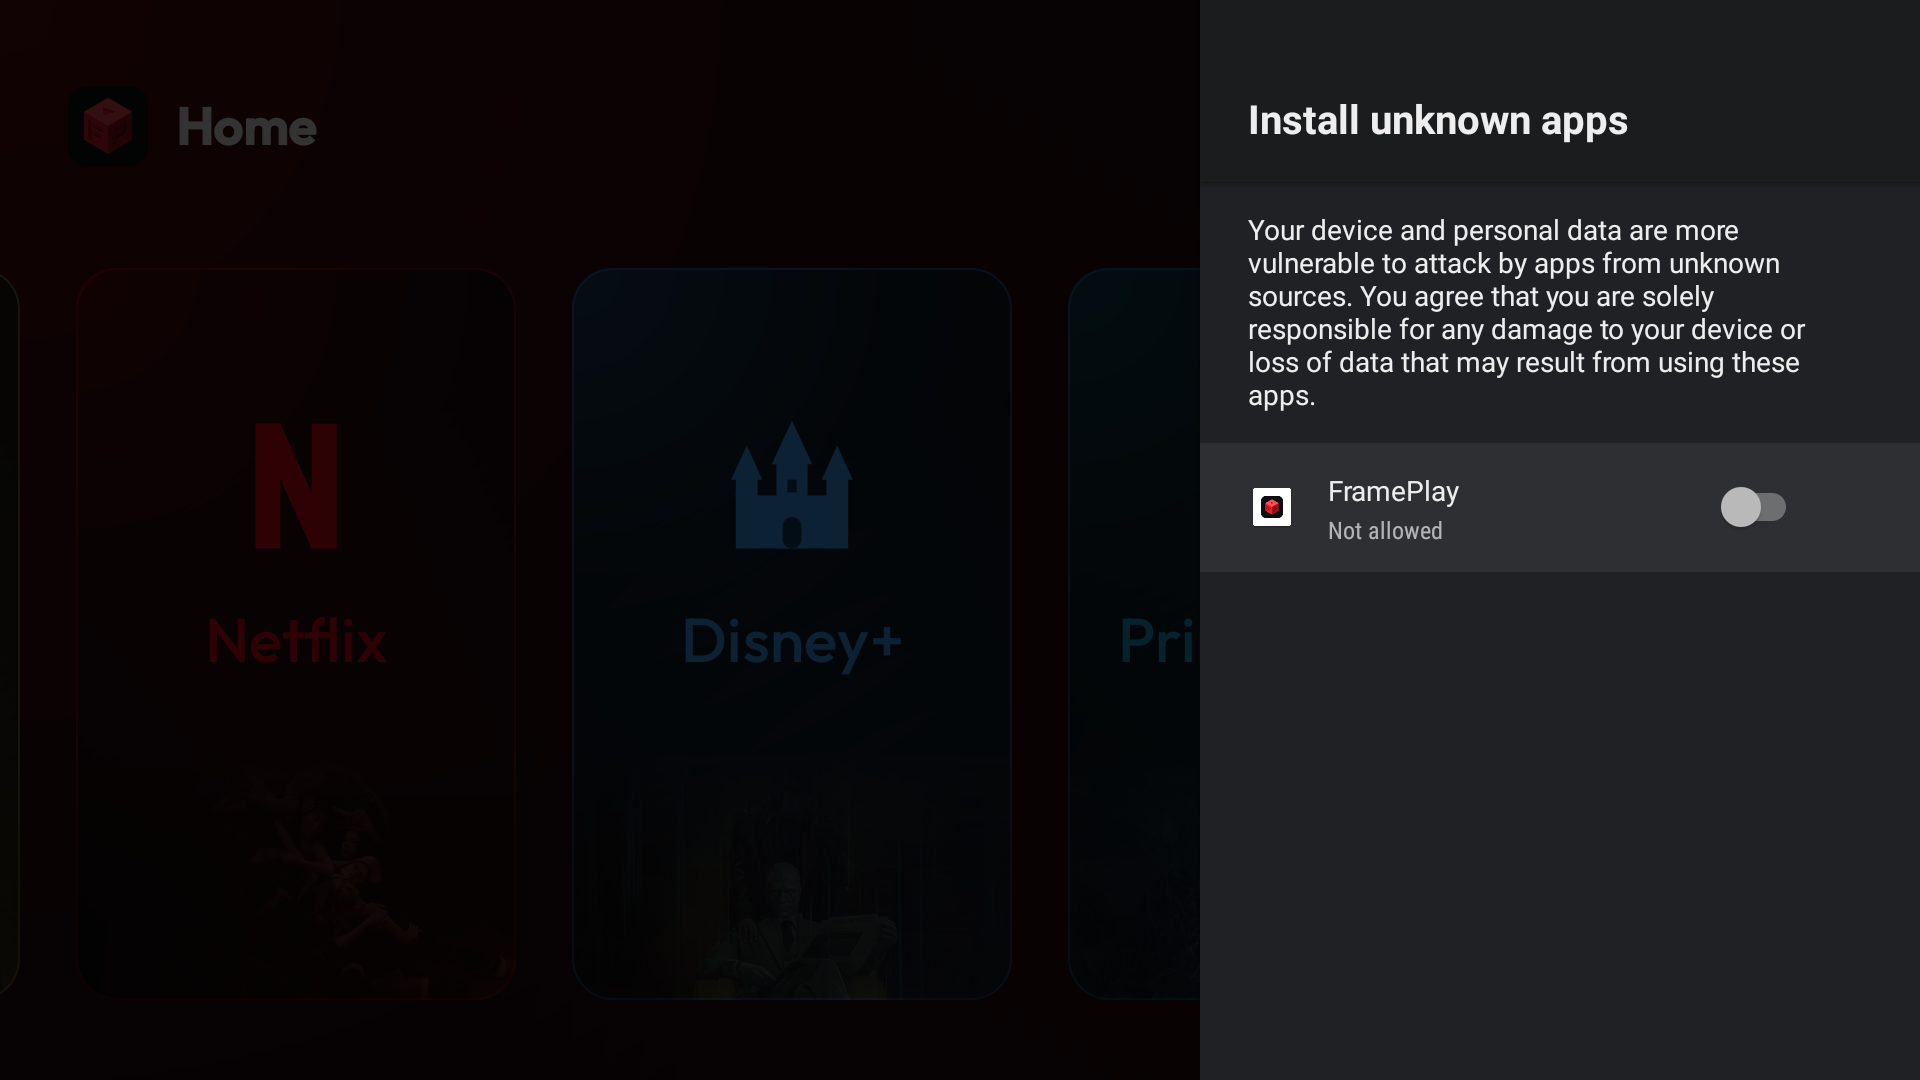 Home
Install unknown apps
Your device and personal data are more
vulnerable to attack by apps from unknown
sources. You agree that you are solely
responsible for any damage to your device or
loss of data that may result from using these
apps.
FramePlay
Not allowed
N
Netflix
Disney+
Pri